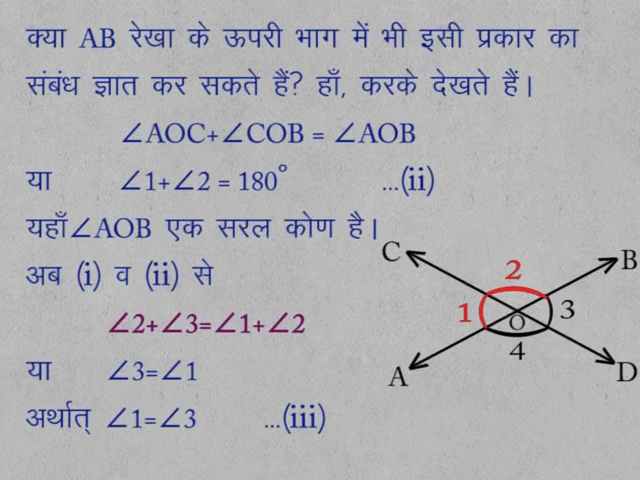 क्या AB रेखा के ऊपरी भाग में भी इसी प्रकार का
संबंध ज्ञात कर सकते हैं? हाँ, करके देखते हैं।
∠AOC+∠COB = ∠AOB
या ∠1+∠2 = 180° ...(ii)
यहाँ∠AOB एक सरल कोण है।
अब (i) व (ii) से
∠2+∠3=∠1+∠2
या ∠3=∠1
अर्थात् ∠1=∠3 ...(iii)
C
B
2
1
3
O
4
A
D